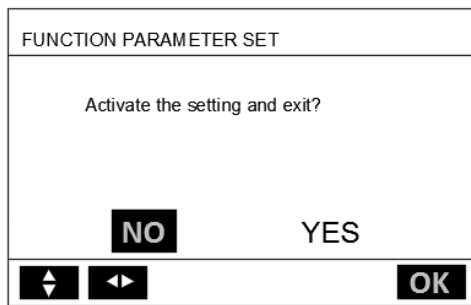 FUNCTION PARAMETER SET
Activate the setting and exit?
NO YES
OK